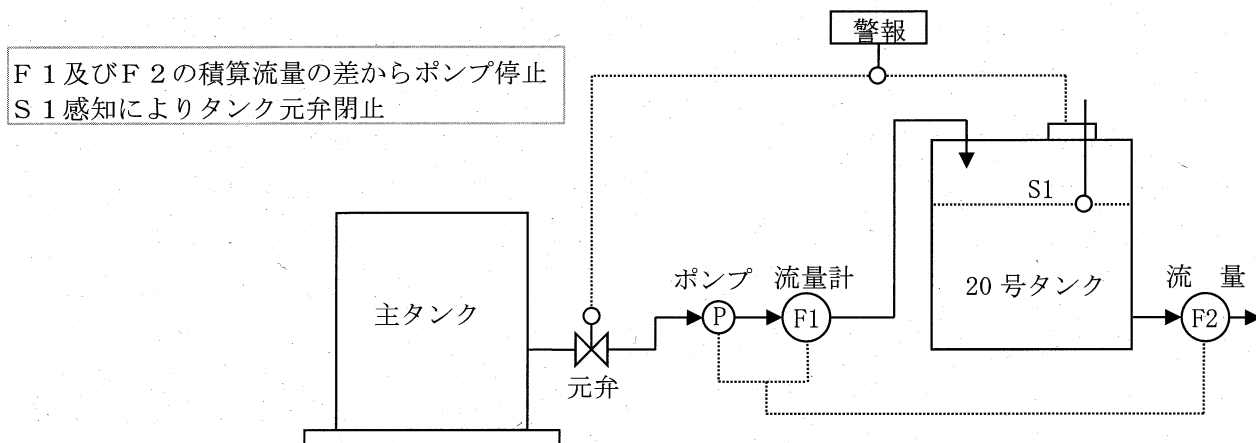 警報
F1及びF2の積算流量の差からポンプ停止
S1感知によりタンク元弁閉止
S1
ポンプ 流量計
20号タンク
流 量
主タンク
P
F1
F2
元弁